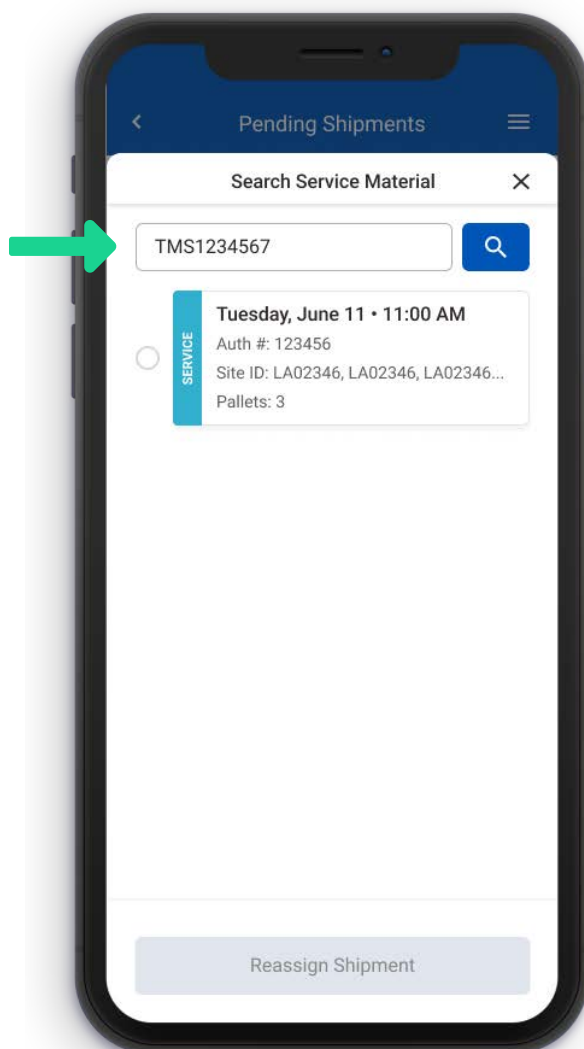 Pending Shipments
Search Service Material
TMS1234567
SERVICE
Tuesday, June 11 • 11:00 AM
Auth #: 123456
Site ID: LA02346, LA02346, LA02346...
Pallets: 3
Reassign Shipment